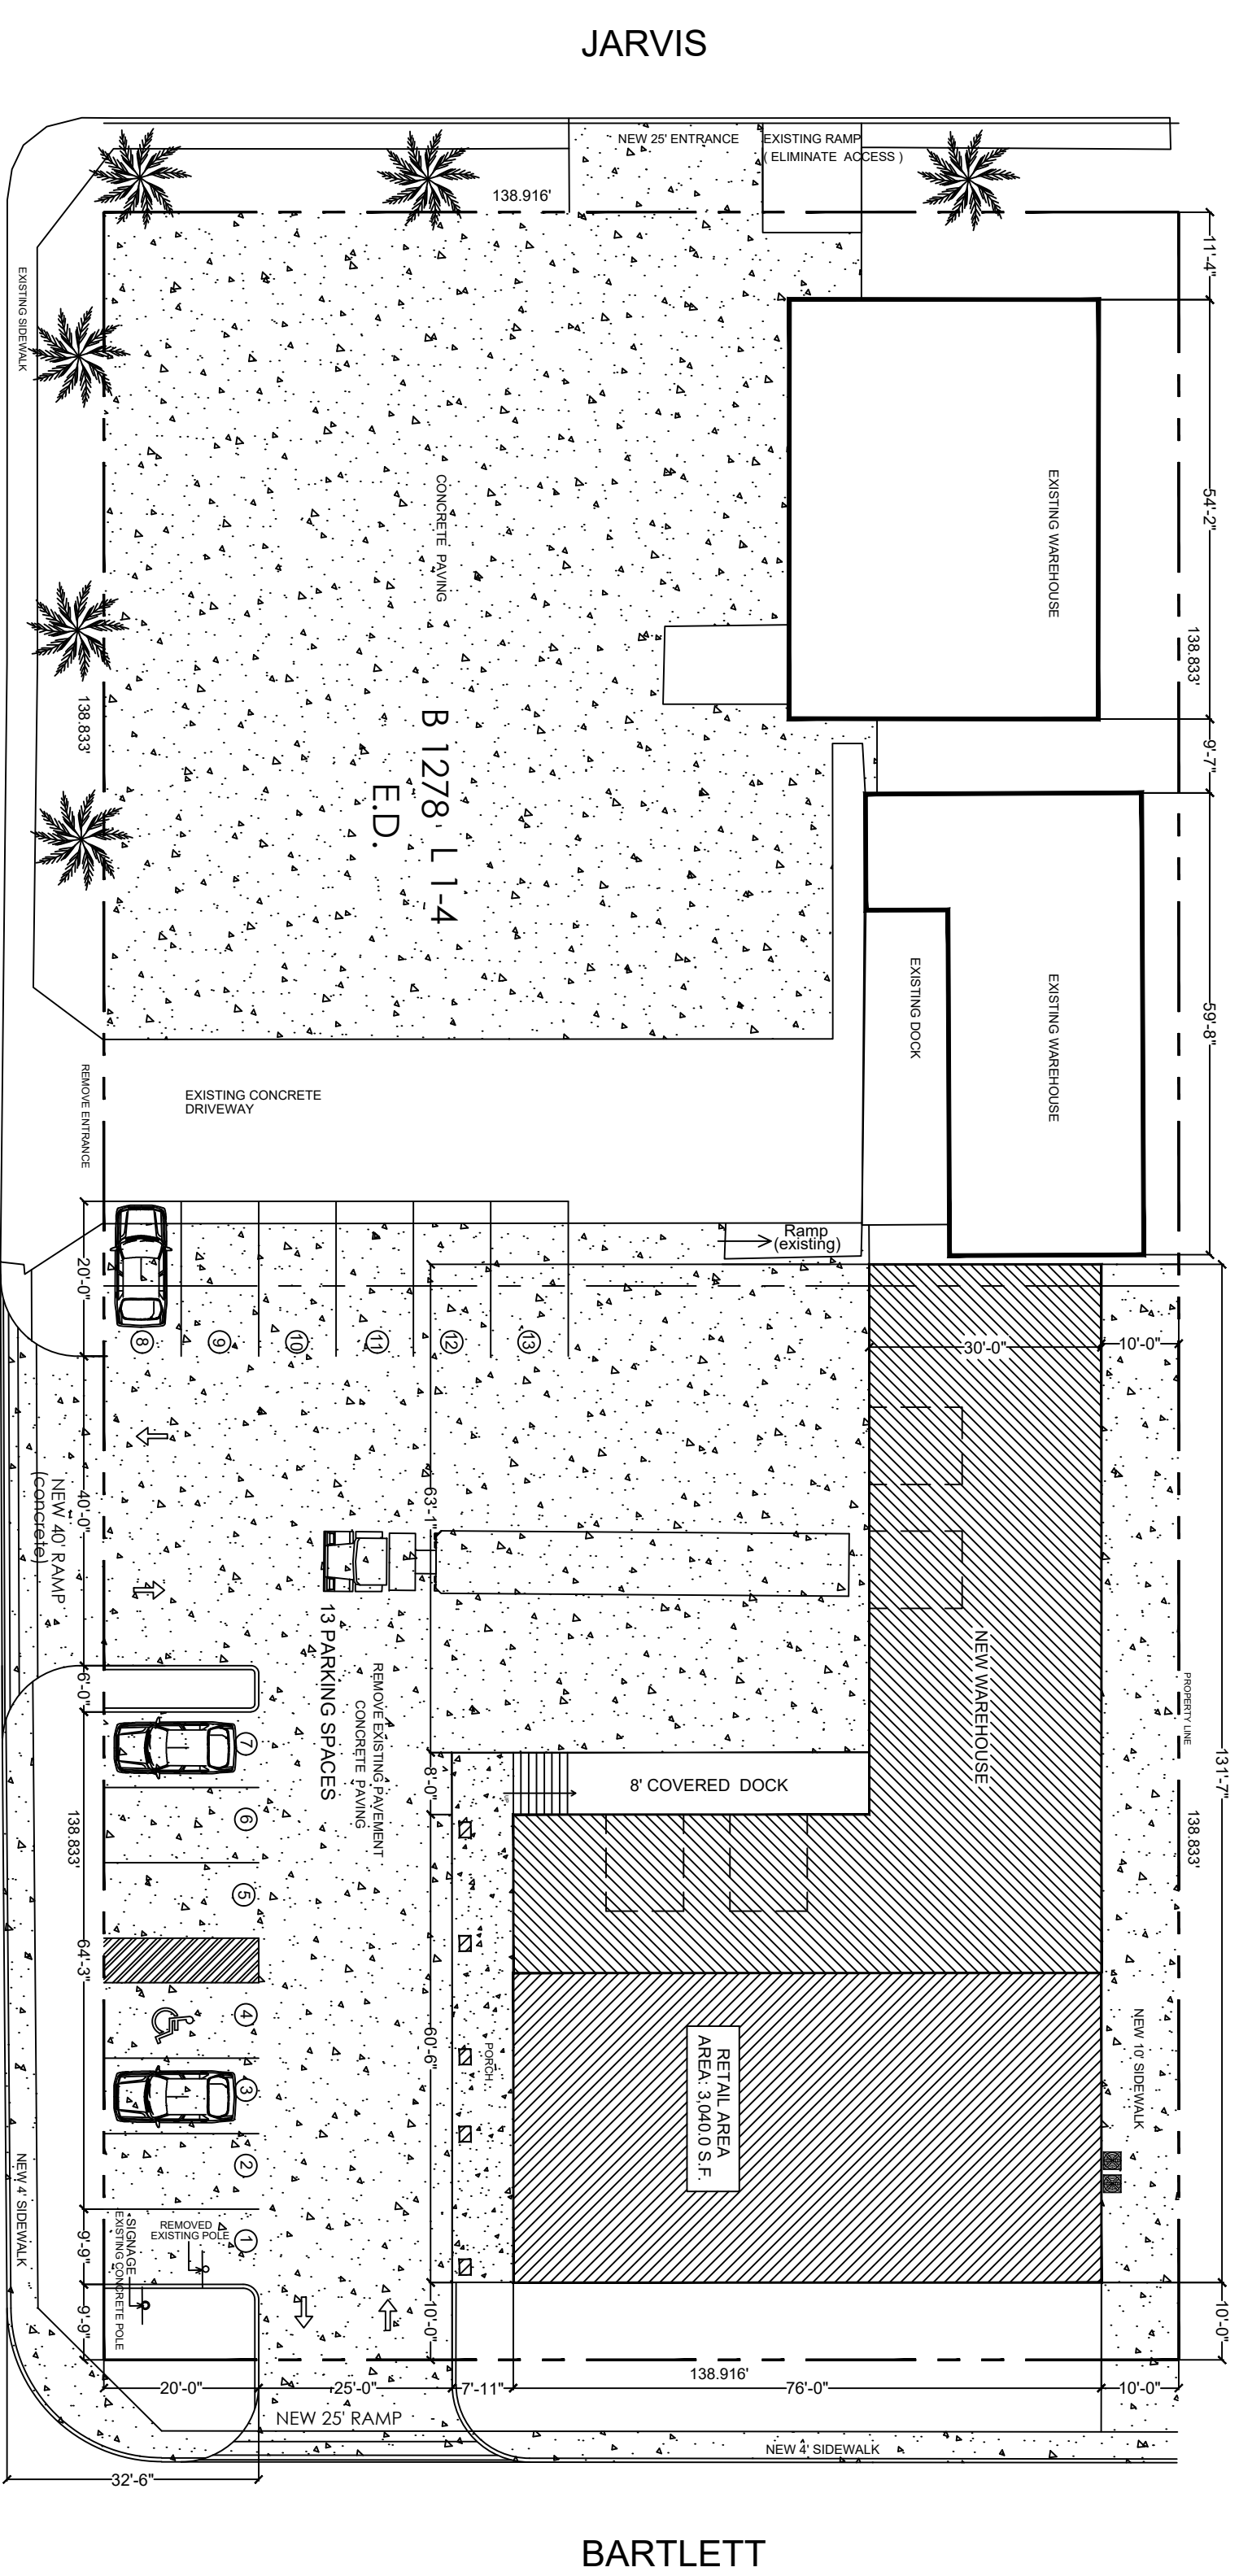 JARVIS
NEW 25' ENTRANCE
EXISTING RAMP
( ELIMINATE ACCESS )
138.916'
11'-4"
EXISTING SIDEWALK
CONCRETE PAVING
EXISTING WAREHOUSE
54'-2"
138.833'
138.833'
B 1278 L 1-4
E.D.
9'-7"
EXISTING DOCK
EXISTING WAREHOUSE
59'-8"
REMOVE ENTRANCE
EXISTING CONCRETE
DRIVEWAY
Ramp
(existing)
20'-0"
8
9
10
11
12
13
30'-0"
10'-0"
NEW 40' RAMP
(concrete)
40'-0"
63'-1"
13 PARKING SPACES
REMOVE EXISTING PAVEMENT
CONCRETE PAVING
NEW WAREHOUSE
PROPERTY LINE
131'-7"
6'-0"
7
8'-0"
8' COVERED DOCK
6
138.833'
138.833'
5
64'-3"
4
60'-6"
PORCH
RETAIL AREA
AREA: 3,040.0 S.F.
NEW 10' SIDEWALK
3
2
NEW 4' SIDEWALK
1
REMOVED
EXISTING POLE
SIGNAGE
EXISTING CONCRETE POLE
9'-9"
9'-9"
10'-0"
10'-0"
138.916'
20'-0"
25'-0"
7'-11"
76'-0"
10'-0"
NEW 25' RAMP
NEW 4' SIDEWALK
32'-6"
BARTLETT